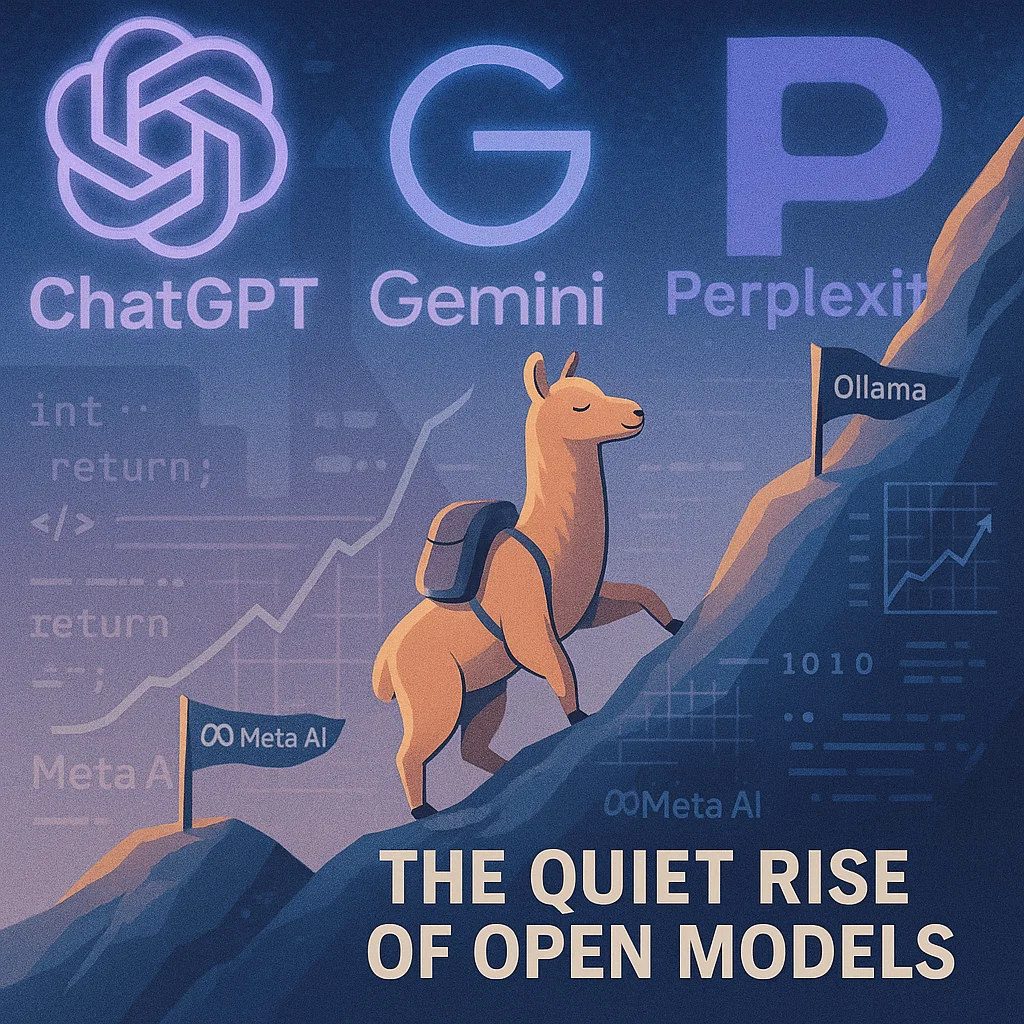 G
P
ChatGPT
Gemini
Perplexit
Ollama
int
return;
</>
return
;
1010
∞ Meta AI
Meta A
∞Meta AI
THE QUIET RISE
OF OPEN MODELS